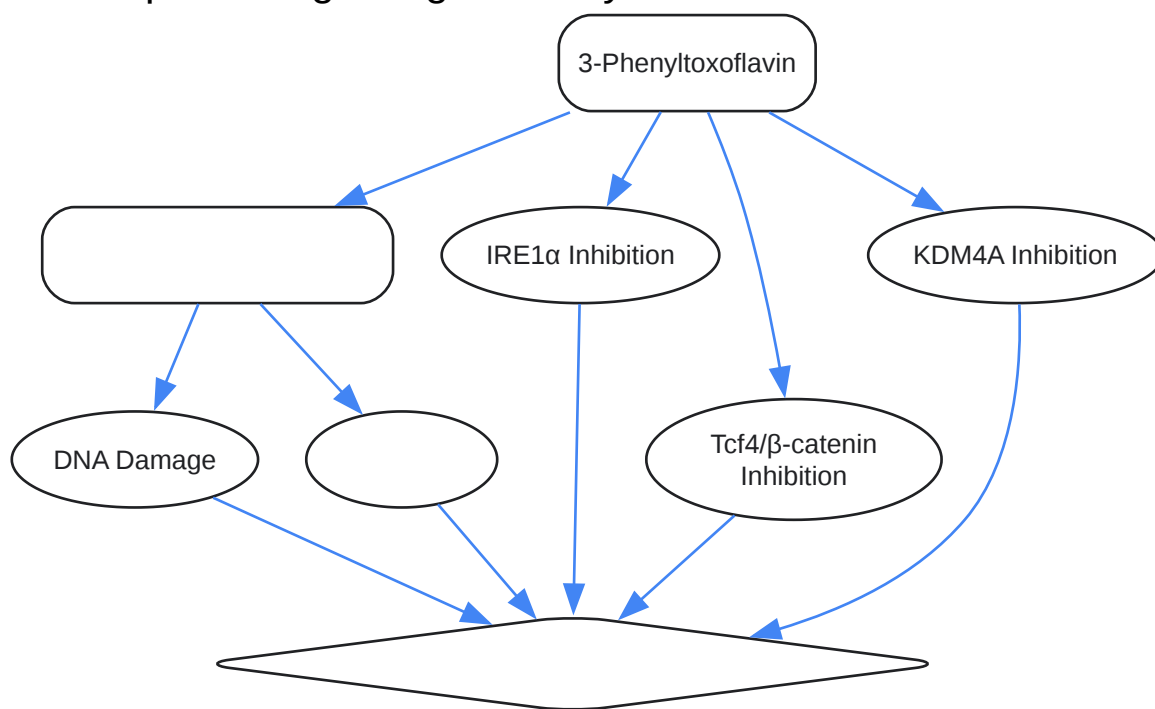 3-Phenyltoxoflavin
IRE1α Inhibition
KDM4A Inhibition
DNA Damage
Tcf4/β-catenin
Inhibition